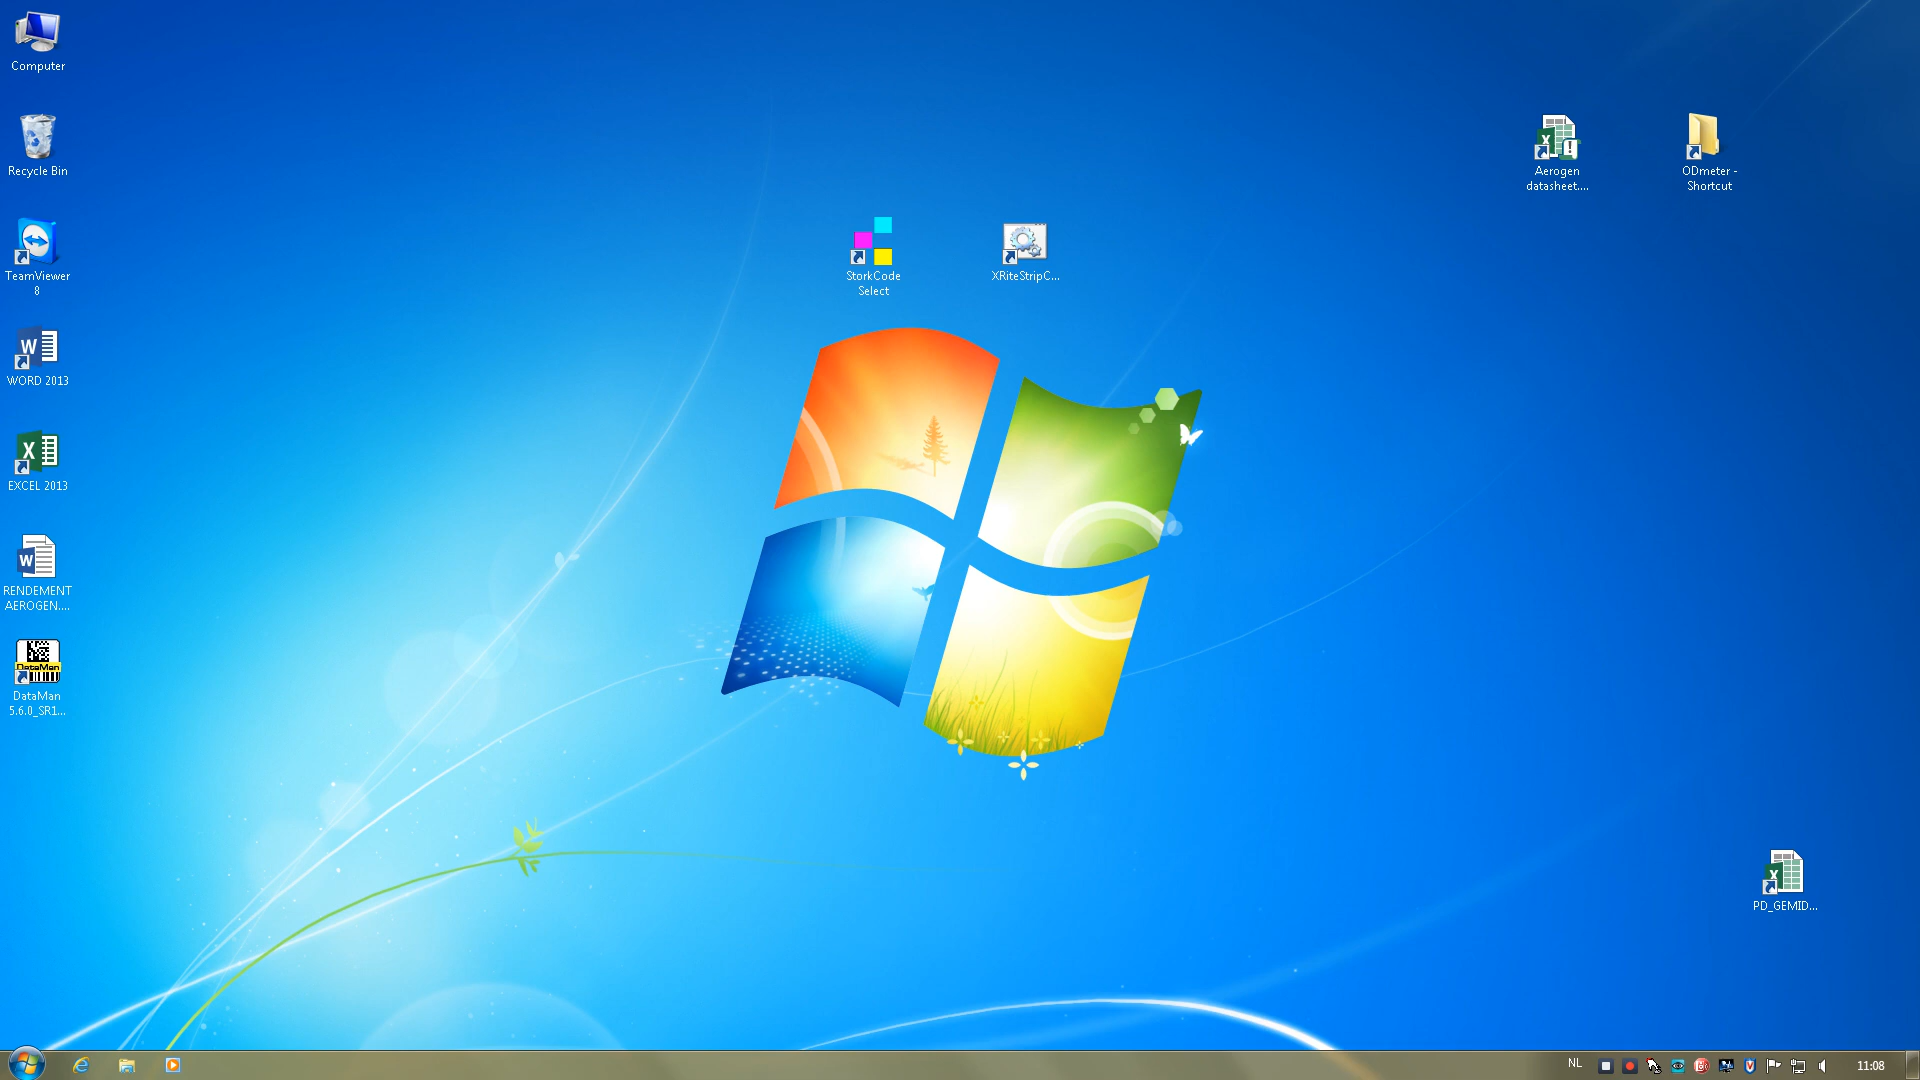 Computer
Recycle Bin
TeamViewer
8
WORD 2013
EXCEL 2013
RENDEMENT
AEROGEN....
DataMan
DataMan
5.6.0_SR1...
StorkCode
Select
XRiteStripC...
Aerogen
datasheet....
ODmeter -
Shortcut
PD_GEMID...
NL
11:08